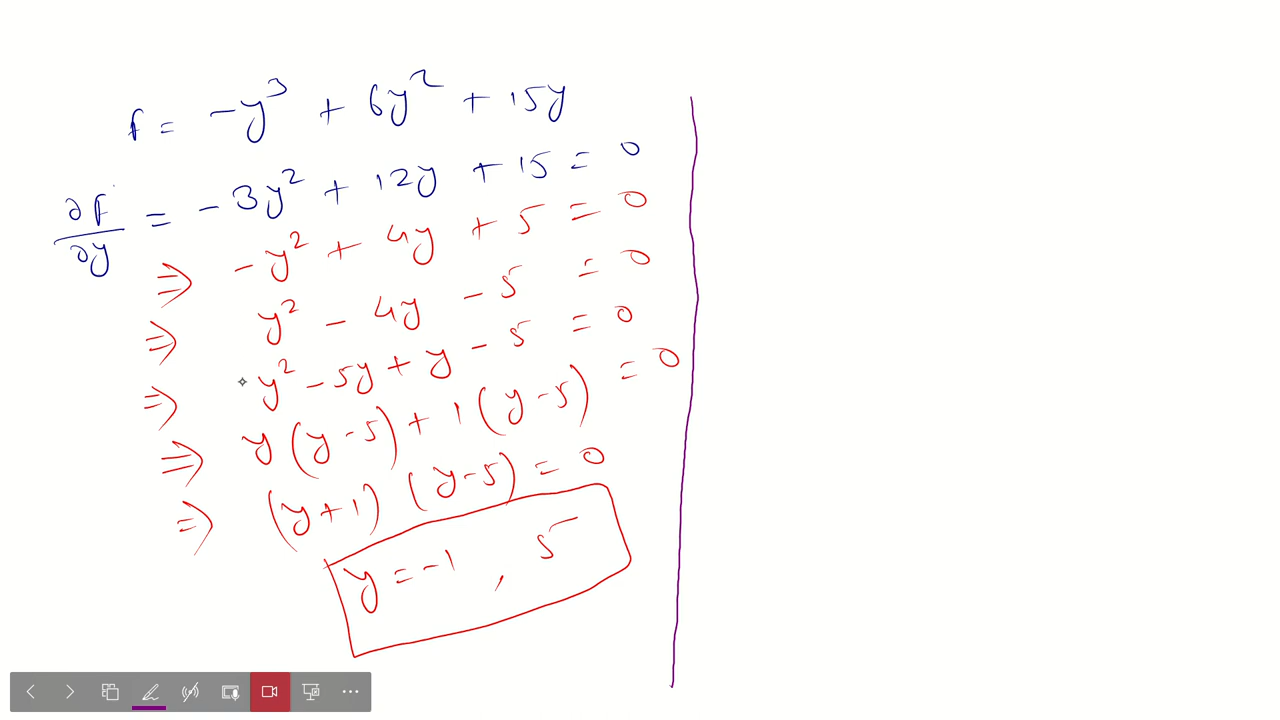 f = -y³ + 6y² + 15y
∂f/∂y = -3y² + 12y + 15 = 0
⇒ -y² + 4y + 5 = 0
⇒ y² - 4y - 5 = 0
⇒ y² - 5y + y - 5 = 0
⇒ y(y-5) + 1(y-5) = 0
⇒ (y+1)(y-5) = 0
y = -1, 5